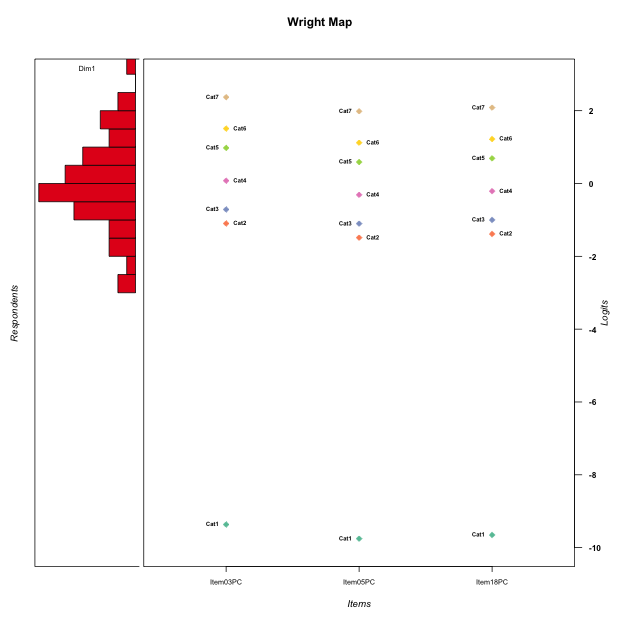 Wright Map
Dim1
Respondents
Cat7
Cat7
Cat7
Cat6
Cat6
Cat6
Cat5
Cat5
Cat5
Cat4
Cat4
Cat4
Cat3
Cat3
Cat3
Cat2
Cat2
Cat2
Cat1
Cat1
Cat1
2
0
-2
-4
-6
-8
-10
Logits
Item03PC
Item05PC
Item18PC
Items